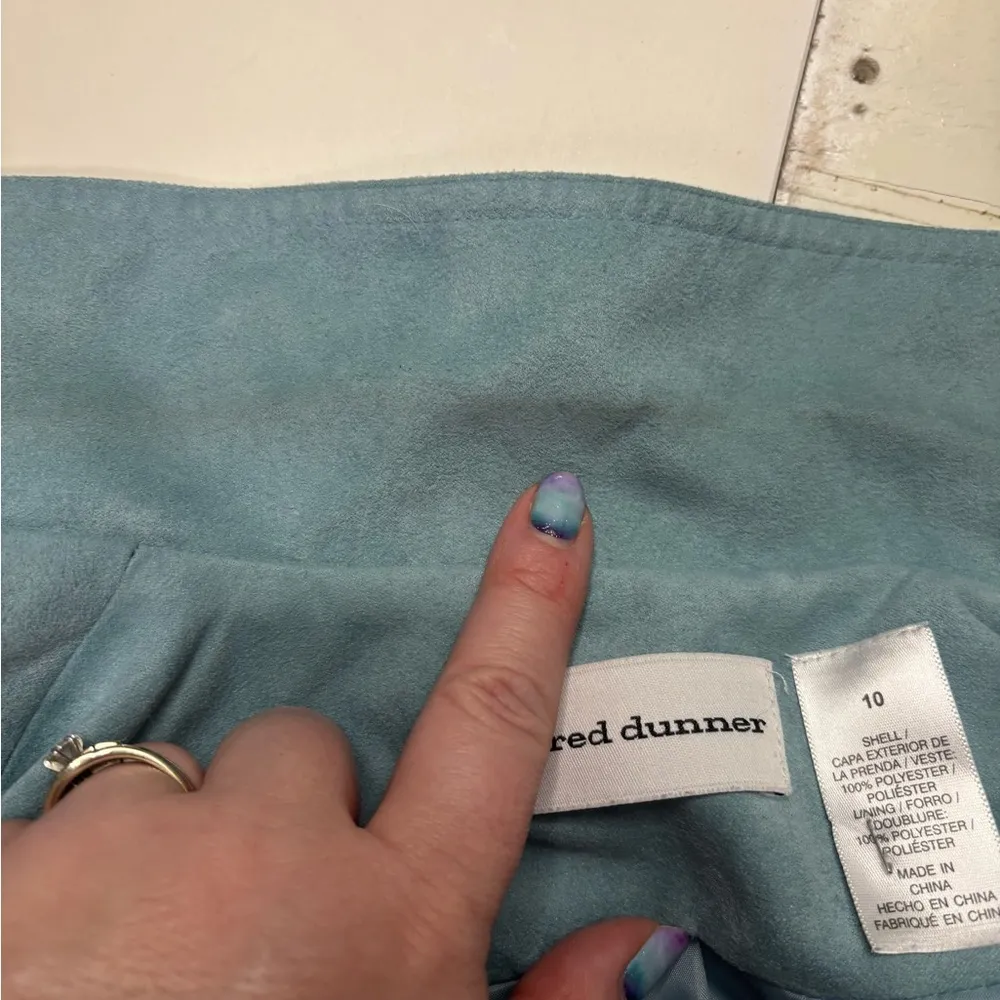 red dunner
10
SHELL /
CAPA EXTERIOR DE
LA PRENDA / VESTE:
100% POLYESTER /
POLIÉSTER
LINING / FORRO /
DOUBLURE:
100% POLYESTER /
POLIÉSTER
MADE IN
CHINA
HECHO EN CHINA
FABRIQUÉ EN CHIN